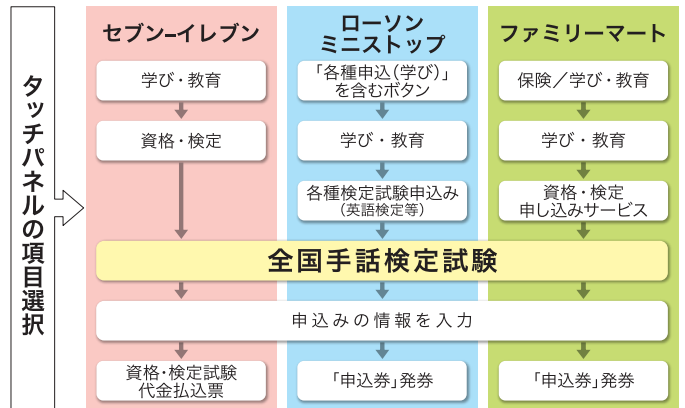 タッチパネルの項目選択
セブン-イレブン
学び・教育
資格・検定
ローソン
ミニストップ
「各種申込(学び)」
を含むボタン
学び・教育
各種検定試験申込み
(英語検定等)
ファミリーマート
保険/学び・教育
学び・教育
資格・検定
申し込みサービス
全国手話検定試験
申込みの情報を入力
資格・検定試験
代金払込票
「申込券」発券
「申込券」発券